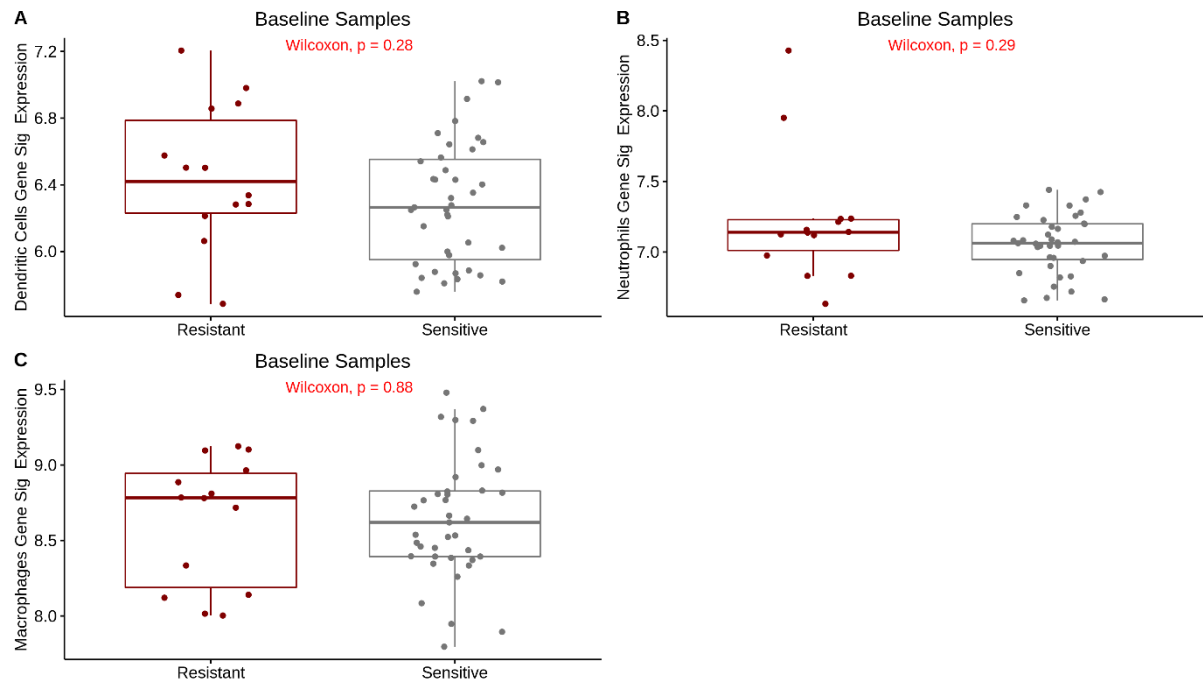 A
Baseline Samples
Wilcoxon, p = 0.28
Dendritic Cells Gene Sig  Expression
7.2
6.8
6.4
6.0
Resistant
Sensitive
B
Baseline Samples
Wilcoxon, p = 0.29
Neutrophils Gene Sig  Expression
8.5
8.0
7.5
7.0
Resistant
Sensitive
C
Baseline Samples
Wilcoxon, p = 0.88
Macrophages Gene Sig  Expression
9.5
9.0
8.5
8.0
Resistant
Sensitive